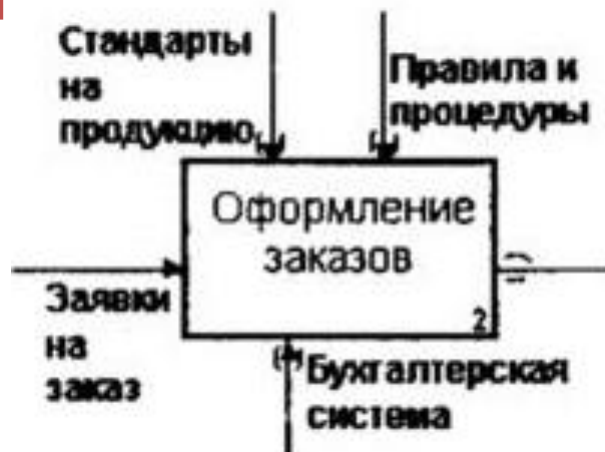 Стандарты
на
продукцию
Правила и
процедуры
Оформление
заказов
2
Заявки
на
заказ
Бухгалтерская
система